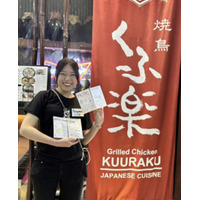 焼鳥
くふ楽
Grilled Chicken
KUURAKU
JAPANESE CUISINE